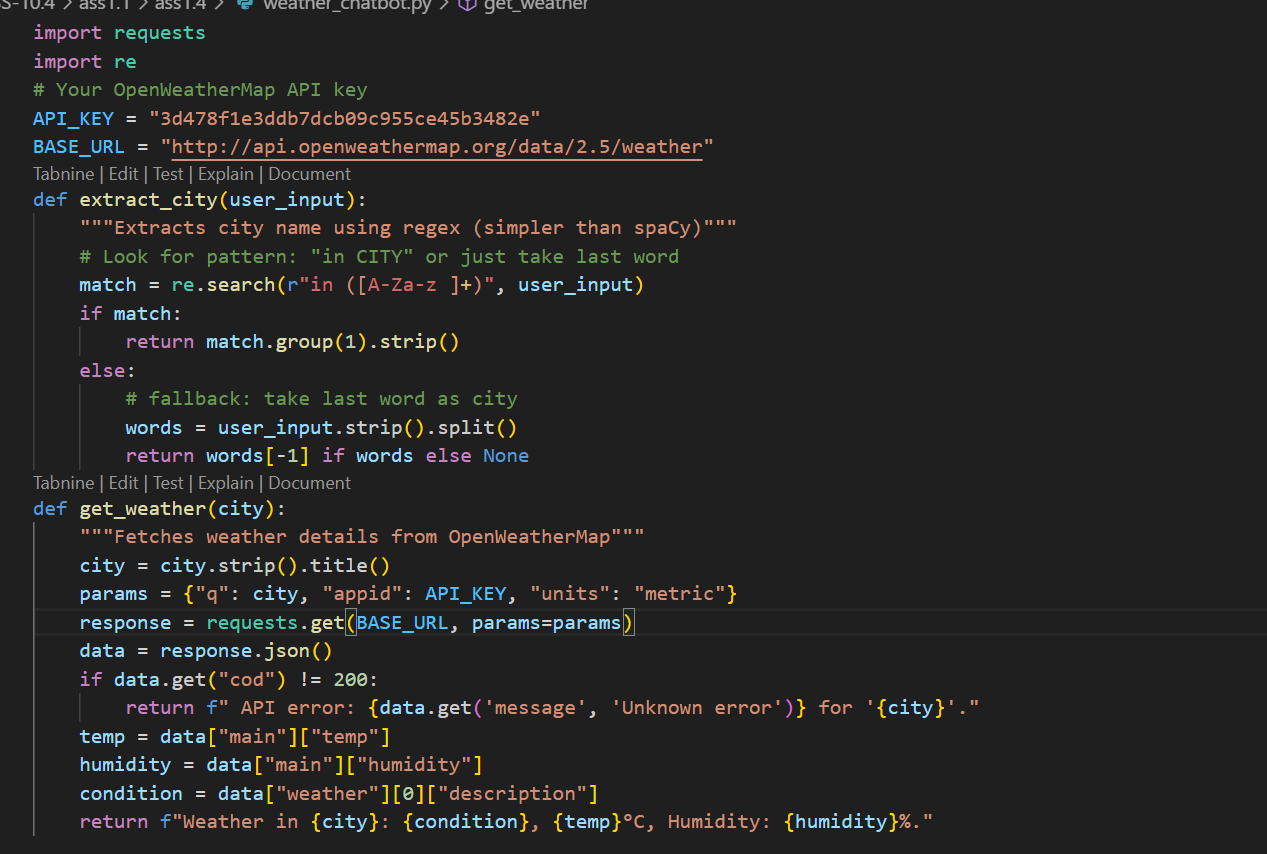 S-10.4 > ass1.1 > ass1.4 > weather_chatbot.py > get_weather
import requests
import re
# Your OpenWeatherMap API key
API_KEY = "3d478f1e3ddb7dcb09c955ce45b3482e"
BASE_URL = "http://api.openweathermap.org/data/2.5/weather"
Tabnine | Edit | Test | Explain | Document
def extract_city(user_input):
    """Extracts city name using regex (simpler than spaCy)"""
    # Look for pattern: "in CITY" or just take last word
    match = re.search(r"in ([A-Za-z ]+)", user_input)
    if match:
        return match.group(1).strip()
    else:
        # fallback: take last word as city
        words = user_input.strip().split()
        return words[-1] if words else None
Tabnine | Edit | Test | Explain | Document
def get_weather(city):
    """Fetches weather details from OpenWeatherMap"""
    city = city.strip().title()
    params = {"q": city, "appid": API_KEY, "units": "metric"}
    response = requests.get(BASE_URL, params=params)
    data = response.json()
    if data.get("cod") != 200:
        return f" API error: {data.get('message', 'Unknown error')} for '{city}'."
    temp = data["main"]["temp"]
    humidity = data["main"]["humidity"]
    condition = data["weather"][0]["description"]
    return f"Weather in {city}: {condition}, {temp}°C, Humidity: {humidity}%."